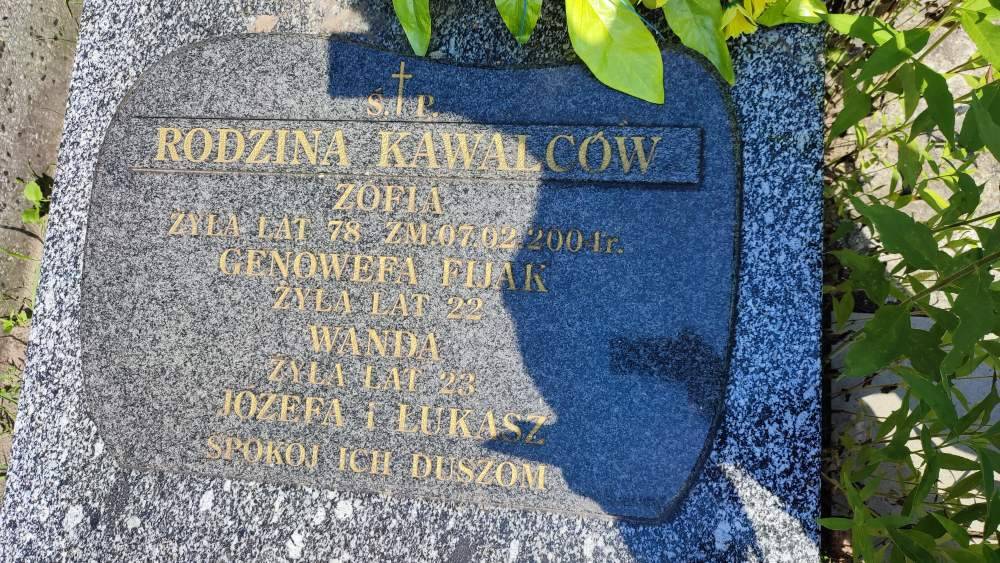 Ś. P.
RODZINA KAWALCÓW
ZOFIA
ŻYŁA LAT 78 ZM.07.02.2004r.
GENOWEFA FIJAK
ŻYŁA LAT 22
WANDA
ŻYŁA LAT 23
JÓZEFA i ŁUKASZ
SPOKÓJ ICH DUSZOM